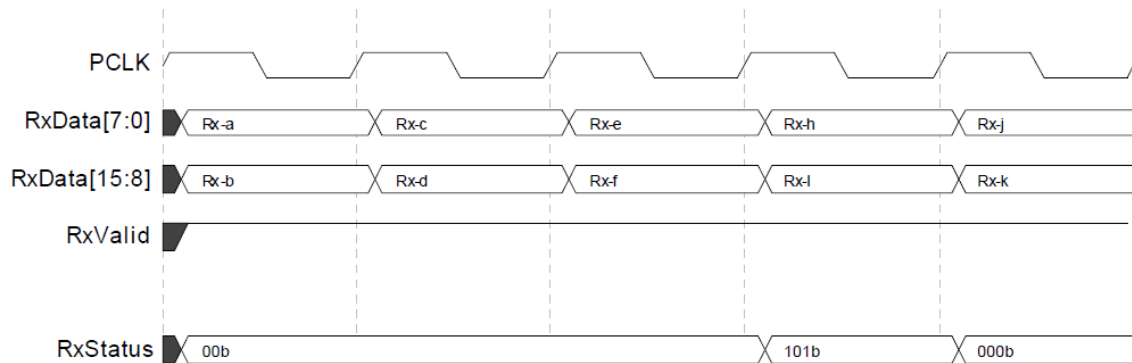 PCLK
RxData[7:0] Rx-a Rx-c Rx-e Rx-h Rx-j
RxData[15:8] Rx-b Rx-d Rx-f Rx-l Rx-k
RxValid
RxStatus 00b 101b 000b